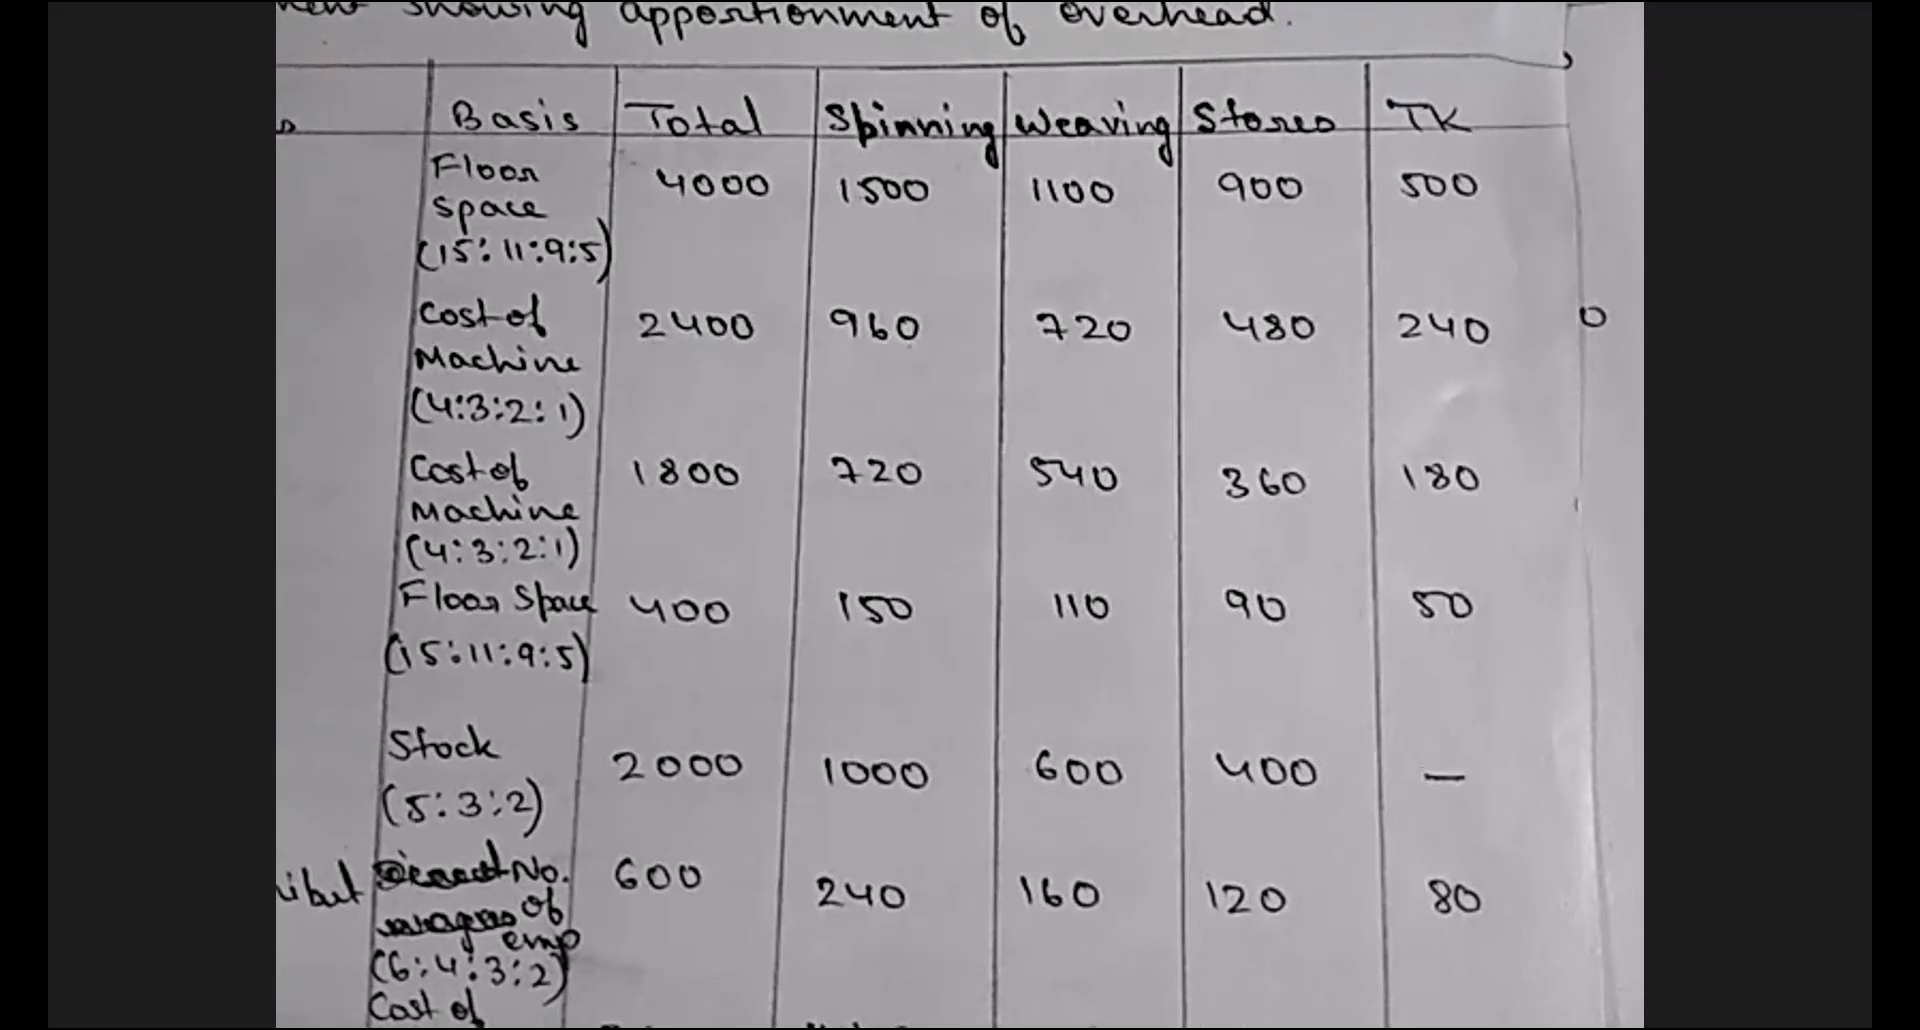 showing apportionment of overhead.
Basis Total Spinning Weaving Stores TK
Floor
space
(15:11:9:5) 4000 1500 1100 900 500
Cost of
Machine
(4:3:2:1) 2400 960 720 480 240 0
Cost of
Machine
(4:3:2:1) 1800 720 540 360 180
Floor Space
(15:11:9:5) 400 150 110 90 50
Stock
(5:3:2) 2000 1000 600 400 —
No.
of
emp
(6:4:3:2) 600 240 160 120 80
Cost of